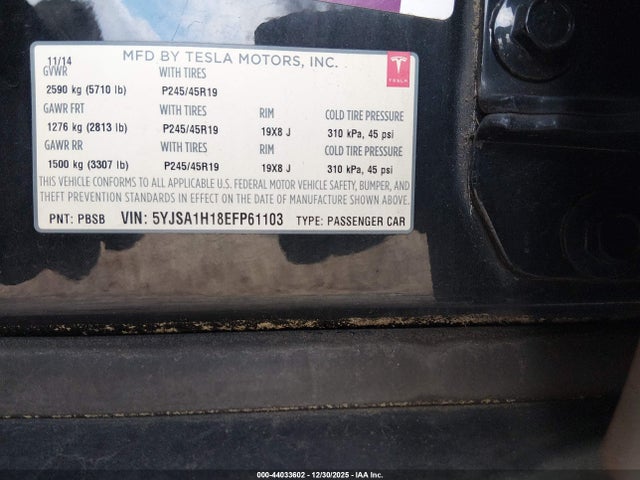 11/14 MFD BY TESLA MOTORS, INC.
GVWR WITH TIRES
2590 kg (5710 lb) P245/45R19
GAWR FRT WITH TIRES RIM COLD TIRE PRESSURE
1276 kg (2813 lb) P245/45R19 19X8 J 310 kPa, 45 psi
GAWR RR WITH TIRES RIM COLD TIRE PRESSURE
1500 kg (3307 lb) P245/45R19 19X8 J 310 kPa, 45 psi
THIS VEHICLE CONFORMS TO ALL APPLICABLE U.S. FEDERAL MOTOR VEHICLE SAFETY, BUMPER, AND
THEFT PREVENTION STANDARDS IN EFFECT ON THE DATE OF MANUFACTURE SHOWN ABOVE.
PNT: PBSB VIN: 5YJSA1H18EFP61103 TYPE: PASSENGER CAR
TESLA
000-44033602 - 12/30/2025 - IAA Inc.